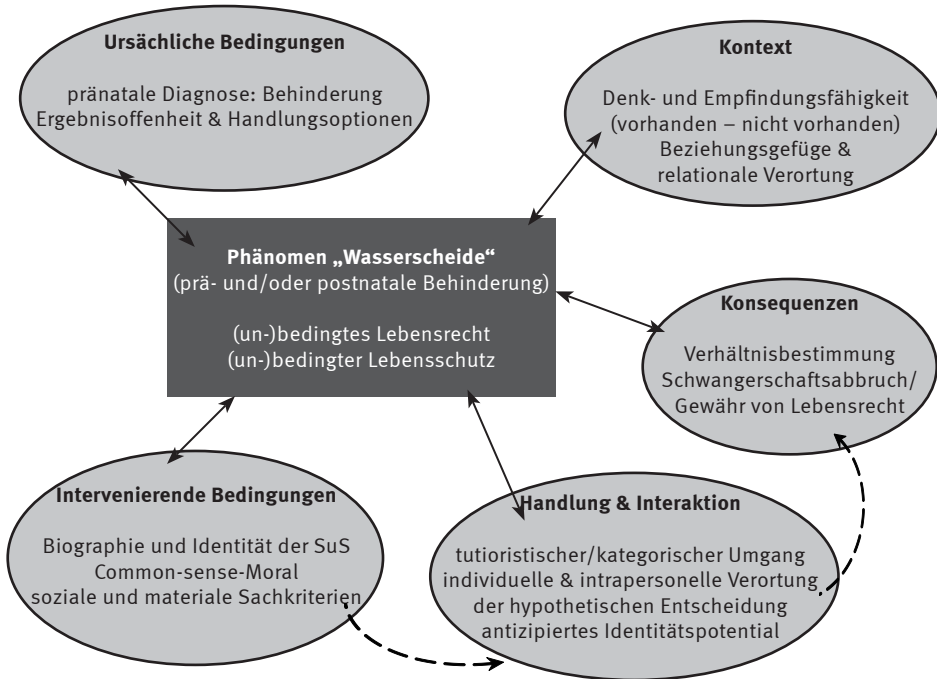 Ursächliche Bedingungen
pränatale Diagnose: Behinderung
Ergebnisoffenheit & Handlungsoptionen
Kontext
Denk- und Empfindungsfähigkeit
(vorhanden – nicht vorhanden)
Beziehungsgefüge &
relationale Verortung
Phänomen „Wasserscheide“
(prä- und/oder postnatale Behinderung)
(un-)bedingtes Lebensrecht
(un-)bedingter Lebensschutz
Konsequenzen
Verhältnisbestimmung
Schwangerschaftsabbruch/
Gewähr von Lebensrecht
Intervenierende Bedingungen
Biographie und Identität der SuS
Common-sense-Moral
soziale und materiale Sachkriterien
Handlung & Interaktion
tutioristischer/kategorischer Umgang
individuelle & intrapersonelle Verortung
der hypothetischen Entscheidung
antizipiertes Identitätspotential